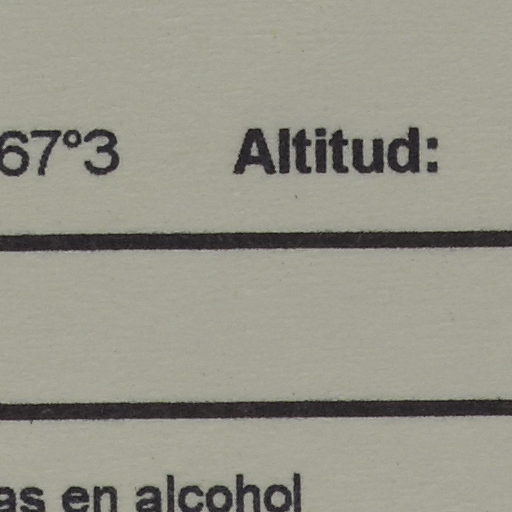 67°3 Altitud:
as en alcohol